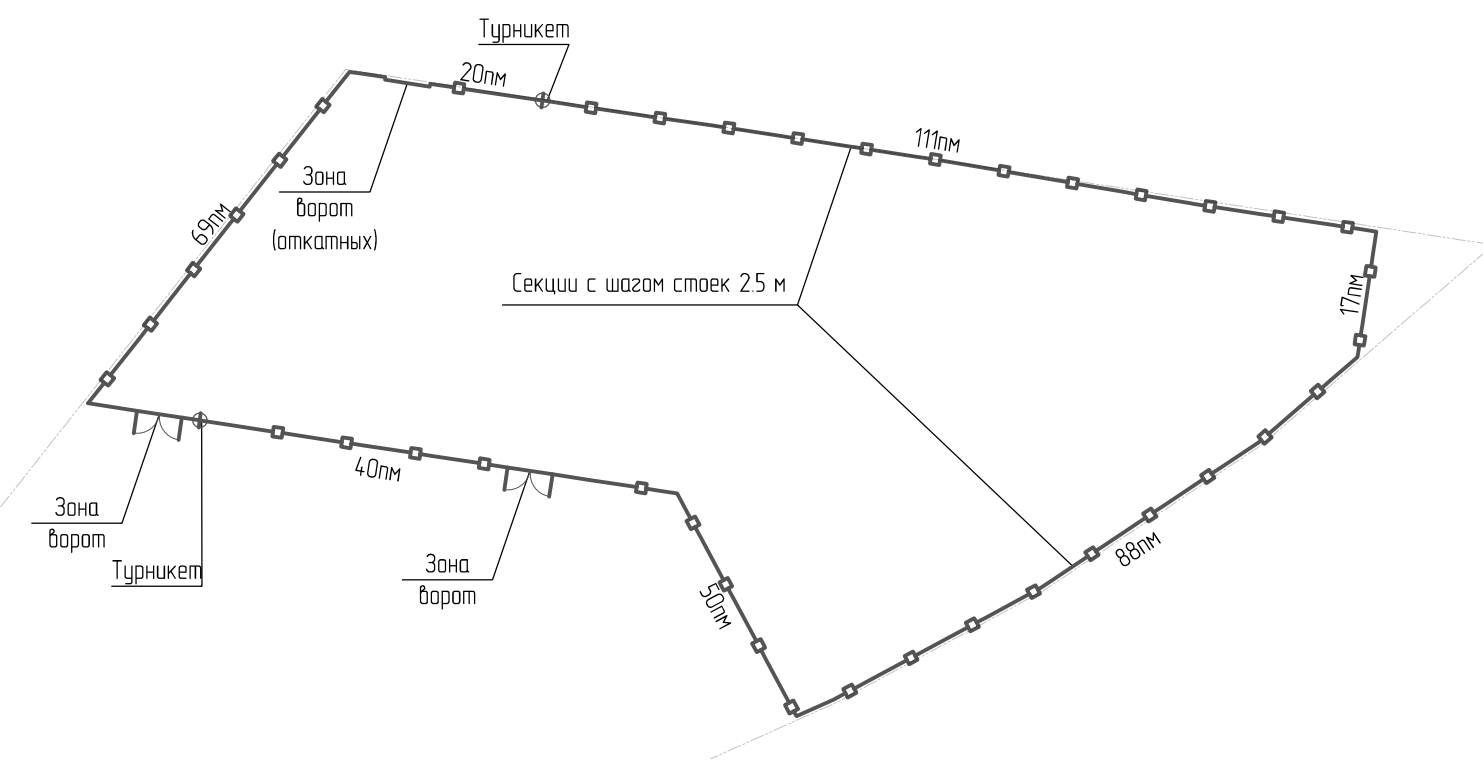 Турникет
20пм
111пм
Зона
ворот
(откатных)
69пм
Секции с шагом стоек 2.5 м
17пм
40пм
Зона
ворот
Турникет
Зона
ворот
88пм
50пм